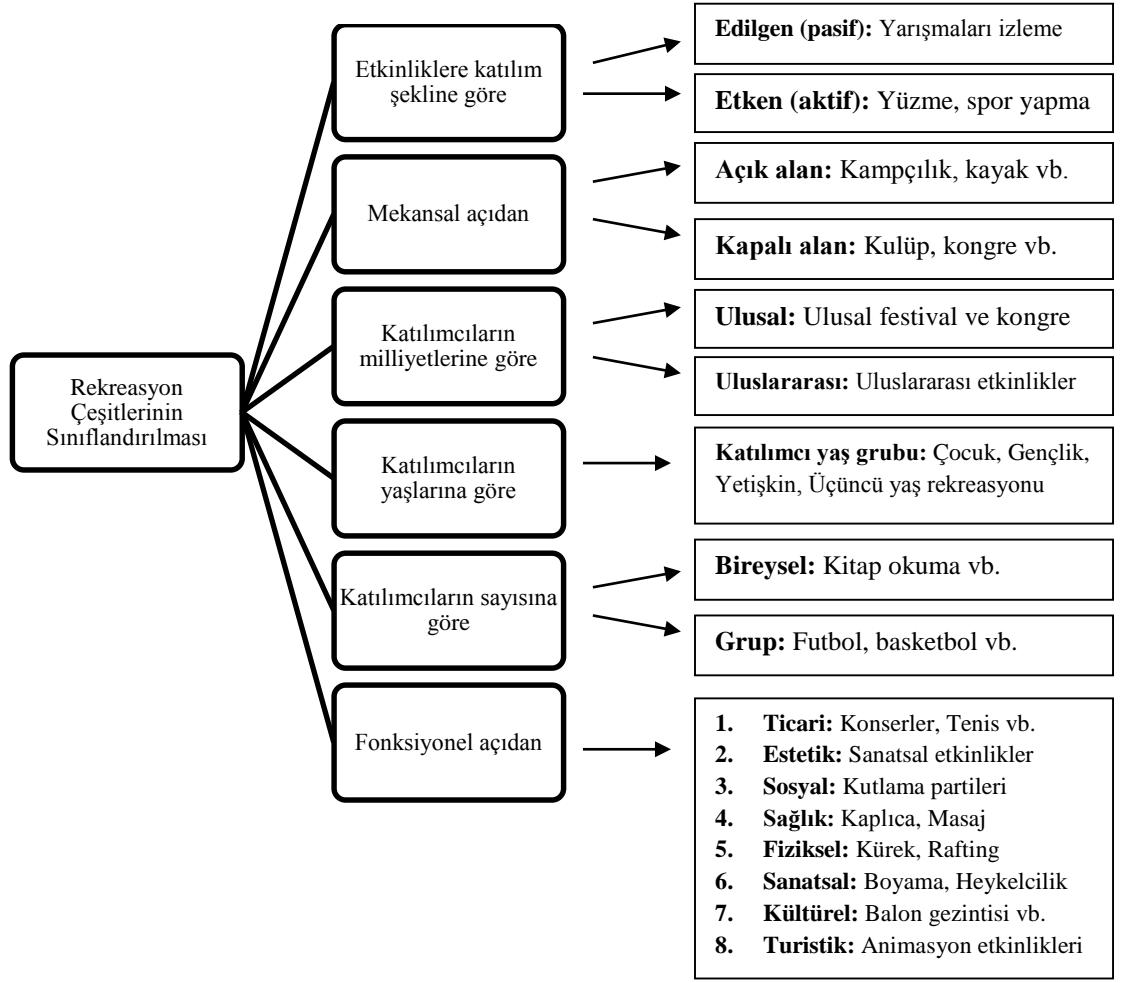 Rekreasyon
Çeşitlerinin
Sınıflandırılması
Etkinliklere katılım
şekline göre
Edilgen (pasif): Yarışmaları izleme
Etken (aktif): Yüzme, spor yapma
Mekansal açıdan
Açık alan: Kampçılık, kayak vb.
Kapalı alan: Kulüp, kongre vb.
Katılımcıların
milliyetlerine göre
Ulusal: Ulusal festival ve kongre
Uluslararası: Uluslararası etkinlikler
Katılımcıların
yaşlarına göre
Katılımcı yaş grubu: Çocuk, Gençlik,
Yetişkin, Üçüncü yaş rekreasyonu
Katılımcıların sayısına
göre
Bireysel: Kitap okuma vb.
Grup: Futbol, basketbol vb.
Fonksiyonel açıdan
1. Ticari: Konserler, Tenis vb.
2. Estetik: Sanatsal etkinlikler
3. Sosyal: Kutlama partileri
4. Sağlık: Kaplıca, Masaj
5. Fiziksel: Kürek, Rafting
6. Sanatsal: Boyama, Heykelcilik
7. Kültürel: Balon gezintisi vb.
8. Turistik: Animasyon etkinlikleri